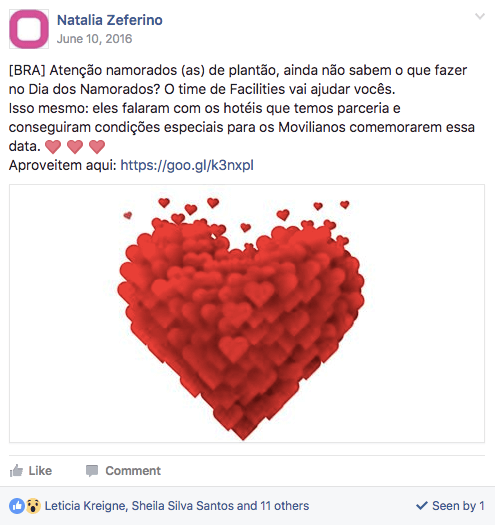 Natalia Zeferino
June 10, 2016
[BRA] Atenção namorados (as) de plantão, ainda não sabem o que fazer
no Dia dos Namorados? O time de Facilities vai ajudar vocês.
Isso mesmo: eles falaram com os hotéis que temos parceria e
conseguiram condições especiais para os Movilianos comemorarem essa
data. ❤ ❤ ❤
Aproveitem aqui: https://goo.gl/k3nxpl
Like Comment
Leticia Kreigne, Sheila Silva Santos and 11 others Seen by 1